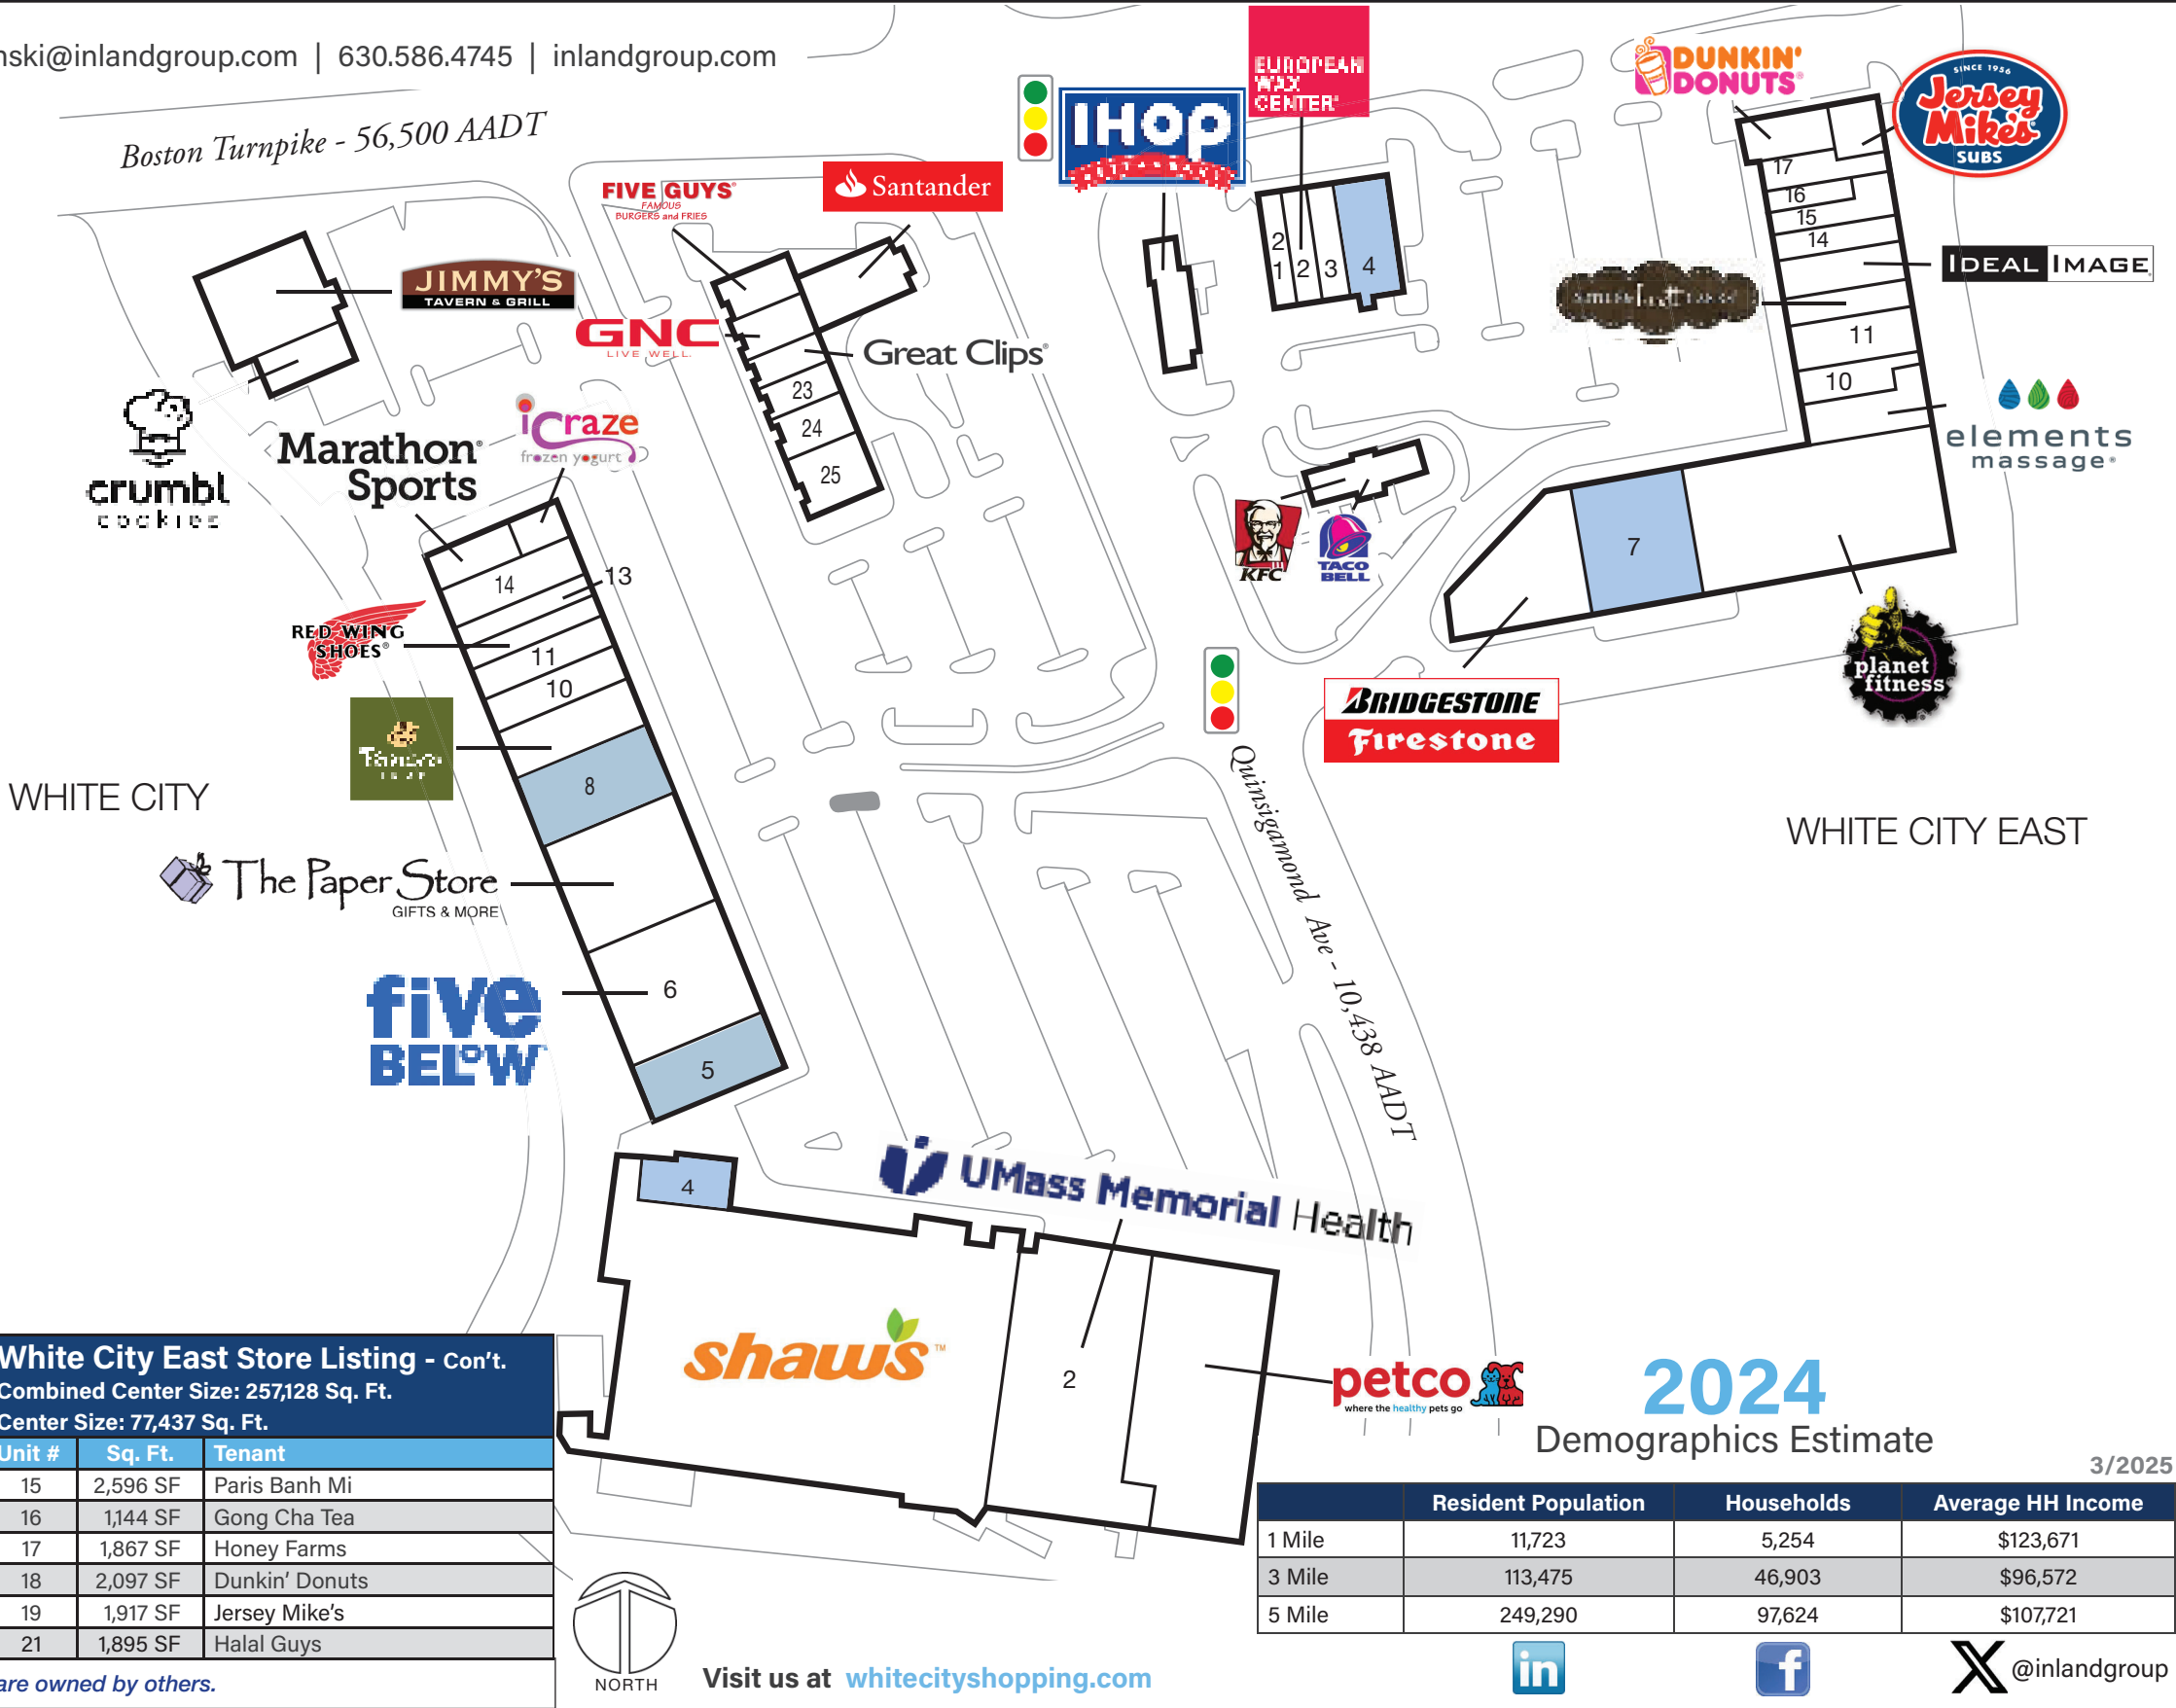 nski@inlandgroup.com | 630.586.4745 | inlandgroup.com
Boston Turnpike - 56,500 AADT
FIVE GUYS®
FAMOUS
BURGERS and FRIES
Santander
IHOP
EUROPEAN
WAX
CENTER®
DUNKIN'
DONUTS®
SINCE 1956
Jersey
Mike's
SUBS
JIMMY'S
TAVERN & GRILL
GNC
LIVE WELL.
Great Clips®
23
24
25
2
1
2
3
4
17
16
15
14
IDEAL IMAGE
11
10
elements
massage®
crumbl
cookies
Marathon®
Sports
iCraze
frozen yogurt
13
14
RED WING
SHOES®
11
10
8
KFC
TACO
BELL
7
planet
fitness
BRIDGESTONE
Firestone
WHITE CITY
WHITE CITY EAST
The Paper Store
GIFTS & MORE
five
BELOW
6
5
Quinsigamond Ave - 10,438 AADT
4
UMass Memorial Health
shaw's™
2
petco
where the healthy pets go
White City East Store Listing - Con't.
Combined Center Size: 257,128 Sq. Ft.
Center Size: 77,437 Sq. Ft.
Unit # Sq. Ft. Tenant
15 2,596 SF Paris Banh Mi
16 1,144 SF Gong Cha Tea
17 1,867 SF Honey Farms
18 2,097 SF Dunkin' Donuts
19 1,917 SF Jersey Mike's
21 1,895 SF Halal Guys
are owned by others.
NORTH
Visit us at whitecityshopping.com
2024
Demographics Estimate
3/2025
Resident Population Households Average HH Income
1 Mile 11,723 5,254 $123,671
3 Mile 113,475 46,903 $96,572
5 Mile 249,290 97,624 $107,721
in
f
X @inlandgroup